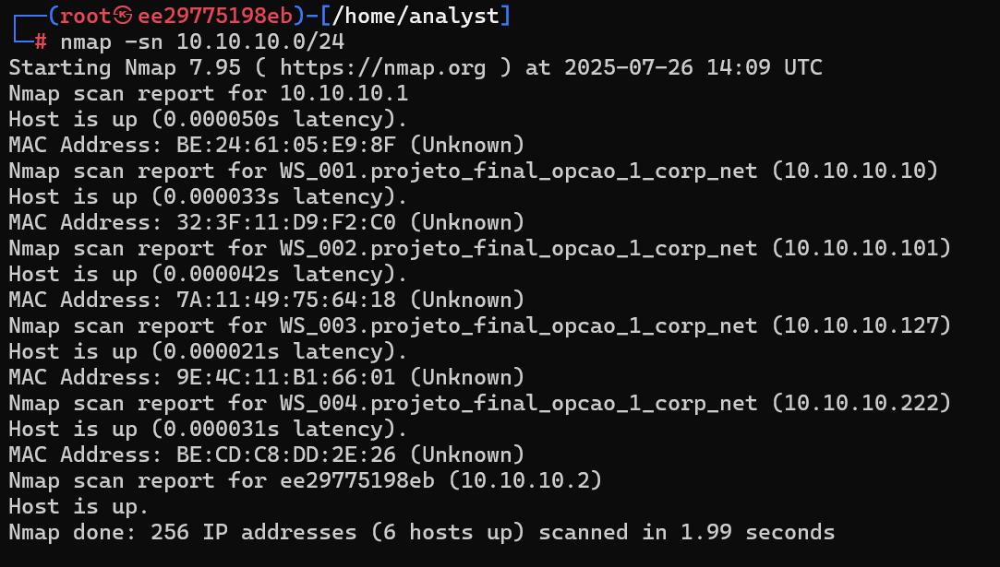 ┌──(root㉿ee29775198eb)-[/home/analyst]
└─# nmap -sn 10.10.10.0/24
Starting Nmap 7.95 ( https://nmap.org ) at 2025-07-26 14:09 UTC
Nmap scan report for 10.10.10.1
Host is up (0.000050s latency).
MAC Address: BE:24:61:05:E9:8F (Unknown)
Nmap scan report for WS_001.projeto_final_opcao_1_corp_net (10.10.10.10)
Host is up (0.000033s latency).
MAC Address: 32:3F:11:D9:F2:C0 (Unknown)
Nmap scan report for WS_002.projeto_final_opcao_1_corp_net (10.10.10.101)
Host is up (0.000042s latency).
MAC Address: 7A:11:49:75:64:18 (Unknown)
Nmap scan report for WS_003.projeto_final_opcao_1_corp_net (10.10.10.127)
Host is up (0.000021s latency).
MAC Address: 9E:4C:11:B1:66:01 (Unknown)
Nmap scan report for WS_004.projeto_final_opcao_1_corp_net (10.10.10.222)
Host is up (0.000031s latency).
MAC Address: BE:CD:C8:DD:2E:26 (Unknown)
Nmap scan report for ee29775198eb (10.10.10.2)
Host is up.
Nmap done: 256 IP addresses (6 hosts up) scanned in 1.99 seconds